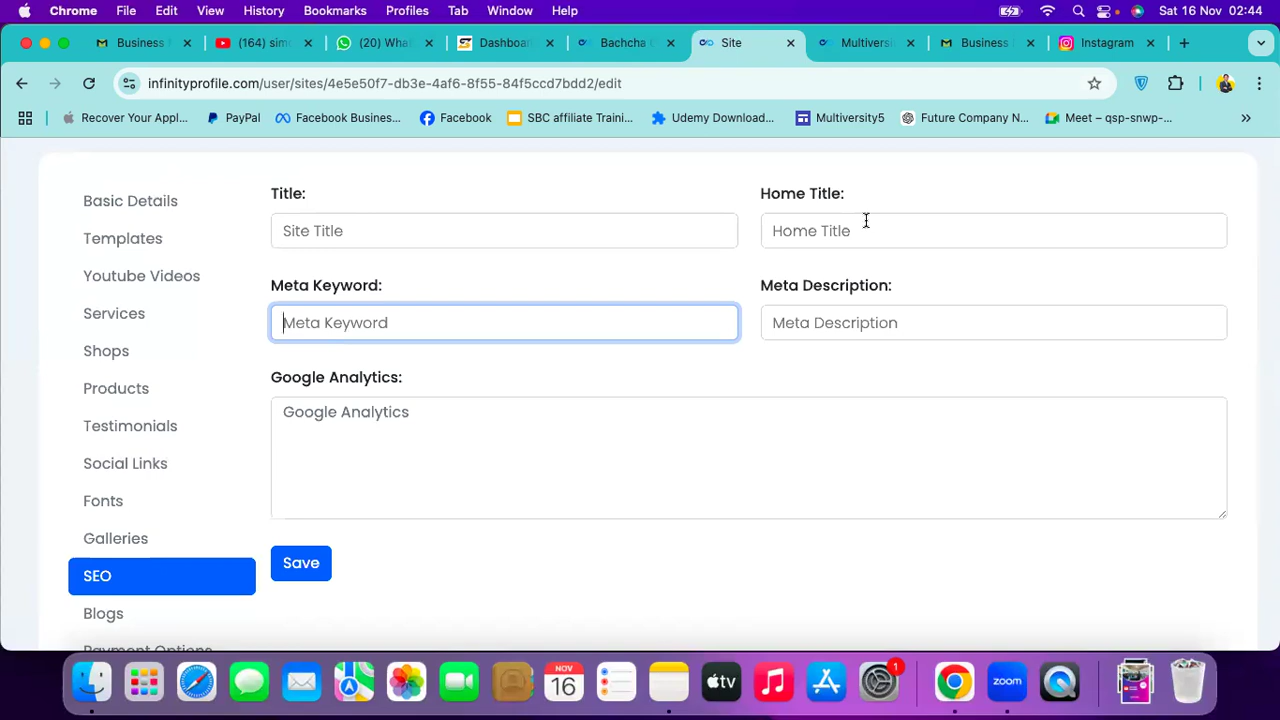 Chrome File Edit View History Bookmarks Profiles Tab Window Help Sat 16 Nov 02:44
Business (164) sim (20) Wha Dashboar Bachcha Site Multivers Business Instagram
infinityprofile.com/user/sites/4e5e50f7-db3e-4af6-8f55-84f5ccd7bdd2/edit
Recover Your Appl... PayPal Facebook Business... Facebook SBC affiliate Traini... Udemy Download... Multiversity5 Future Company N... Meet – qsp-snwp-...
Basic Details
Templates
Youtube Videos
Services
Shops
Products
Testimonials
Social Links
Fonts
Galleries
SEO
Blogs
Payment Options
Title:
Site Title
Home Title:
Home Title
Meta Keyword:
Meta Keyword
Meta Description:
Meta Description
Google Analytics:
Google Analytics
Save
NOV
16
tv
zoom
1